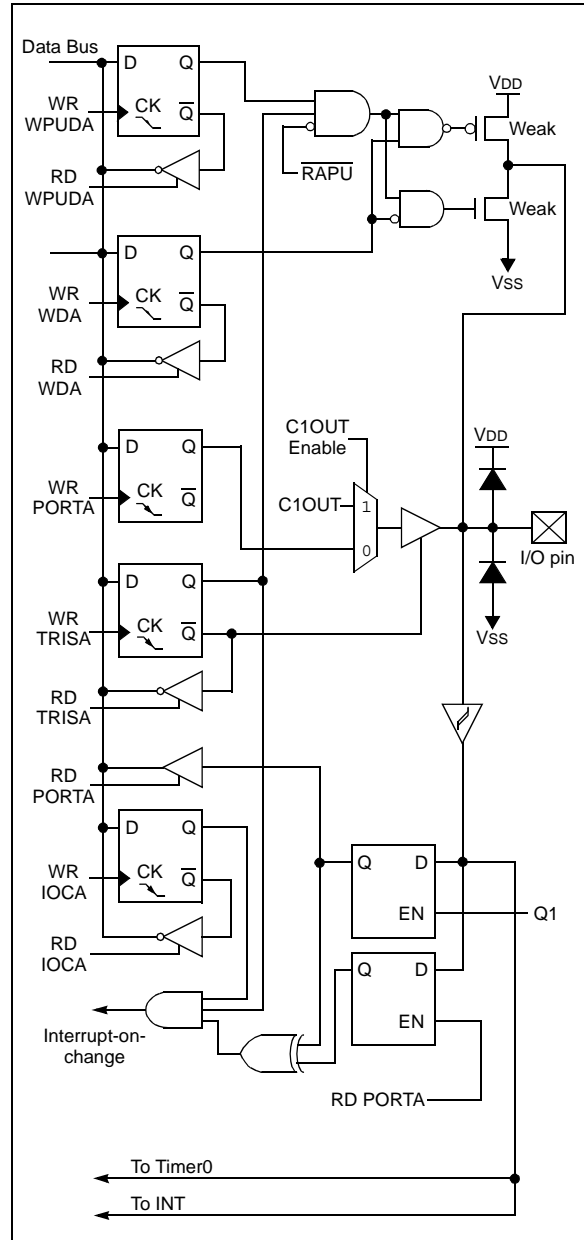 Data Bus
D Q
VDD
WR
WPUDA
CK
Q
Weak
RD
WPUDA
RAPU
Weak
D Q
VSS
WR
WDA
CK
Q
RD
WDA
C1OUT
Enable
VDD
D Q
WR
PORTA
CK
Q
C1OUT
1
0
I/O pin
D Q
VSS
WR
TRISA
CK
Q
RD
TRISA
RD
PORTA
D Q
Q D
WR
IOCA
CK
Q
EN
Q1
RD
IOCA
Q D
EN
Interrupt-on-
change
RD PORTA
To Timer0
To INT